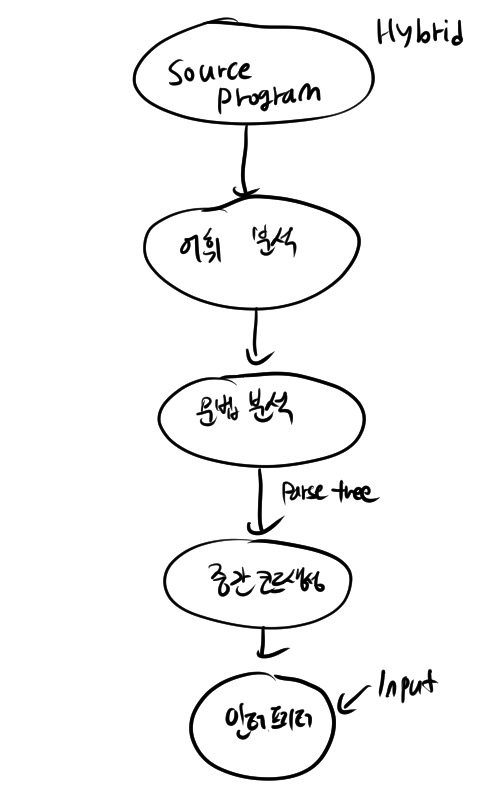 Hybrid
Source
program
어휘 분석
문법 분석
Parse tree
중간 코드생성
Input
인터프리터